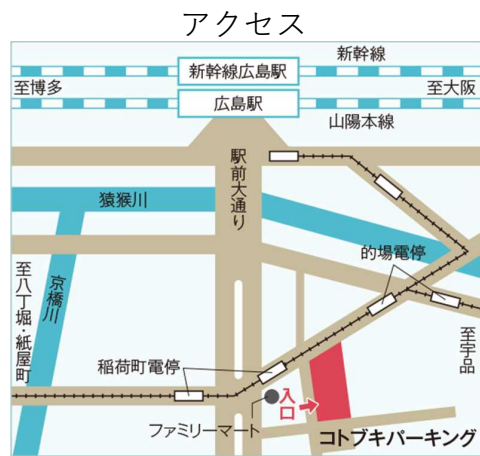 アクセス
新幹線
新幹線広島駅
至博多
至大阪
広島駅
山陽本線
駅前大通り
猿猴川
京橋川
的場電停
至八丁堀・紙屋町
至宇品
稲荷町電停
入口
ファミリーマート
コトブキパーキング